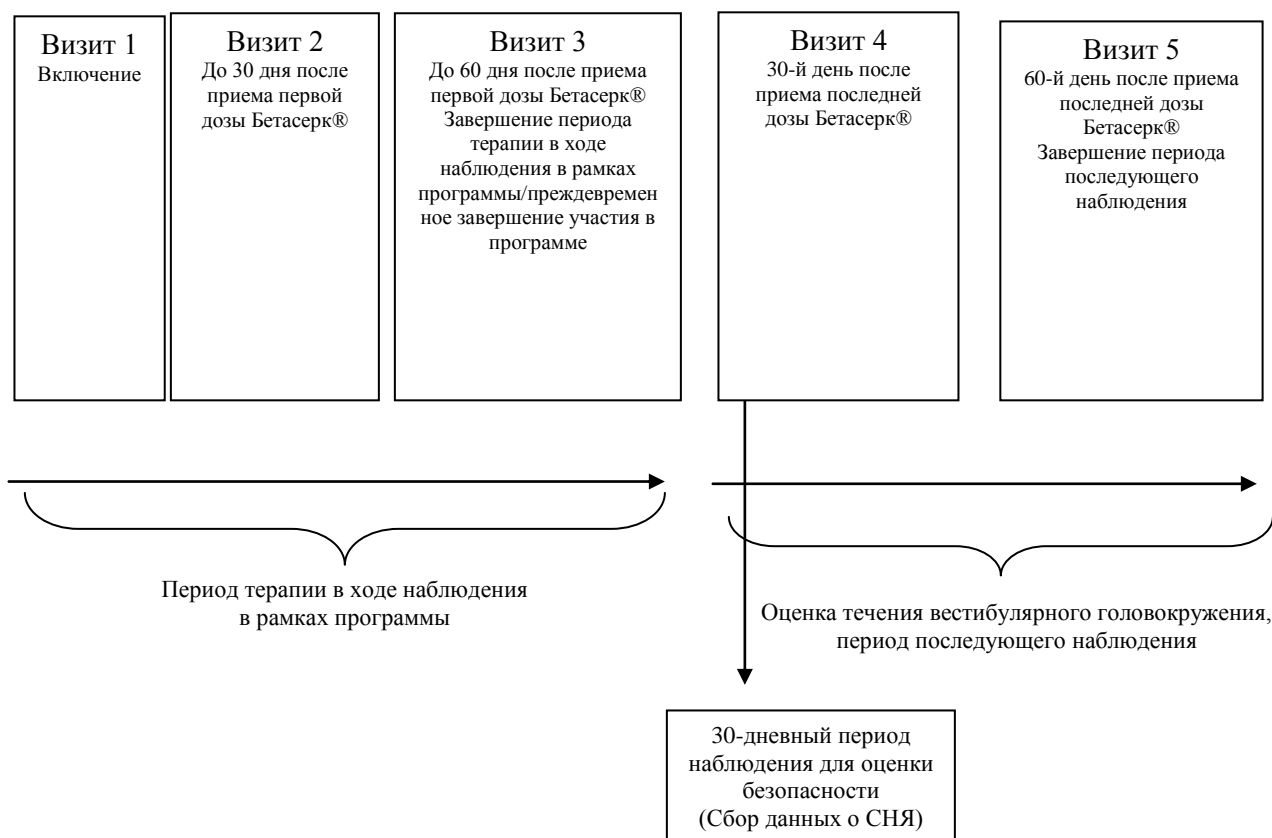 Визит 1
Включение
Визит 2
До 30 дня после
приема первой
дозы Бетасерк®
Визит 3
До 60 дня после приема
первой дозы Бетасерк®
Завершение периода
терапии в ходе
наблюдения в рамках
программы/преждевремен
ное завершение участия в
программе
Визит 4
30-й день после
приема последней
дозы Бетасерк®
Визит 5
60-й день после приема
последней дозы
Бетасерк®
Завершение периода
последующего
наблюдения
Период терапии в ходе наблюдения
в рамках программы
Оценка течения вестибулярного головокружения,
период последующего наблюдения
30-дневный период
наблюдения для оценки
безопасности
(Сбор данных о СНЯ)